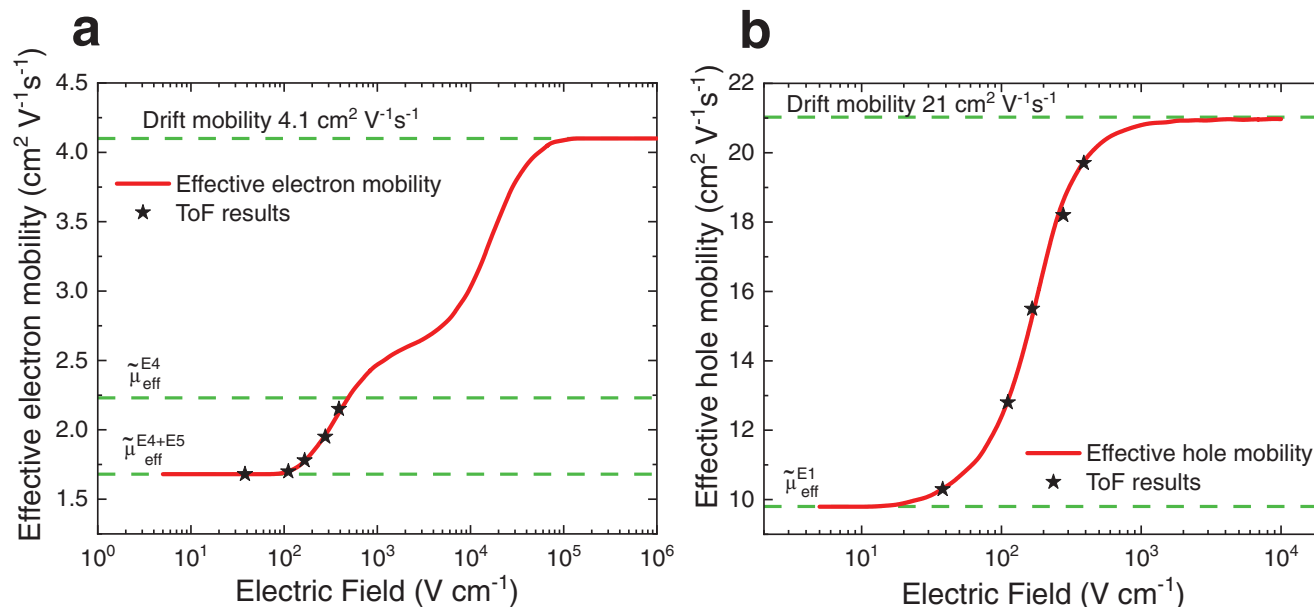 a
Effective electron mobility (cm² V⁻¹s⁻¹)
4.5
4.0
3.5
3.0
2.5
2.0
1.5
Drift mobility 4.1 cm² V⁻¹s⁻¹
Effective electron mobility
ToF results
μ̃ₑff^E4
μ̃ₑff^E4+E5
10⁰ 10¹ 10² 10³ 10⁴ 10⁵ 10⁶
Electric Field (V cm⁻¹)
b
Effective hole mobility (cm² V⁻¹s⁻¹)
22
20
18
16
14
12
10
Drift mobility 21 cm² V⁻¹s⁻¹
Effective hole mobility
ToF results
μ̃ₑff^E1
10¹ 10² 10³ 10⁴
Electric Field (V cm⁻¹)